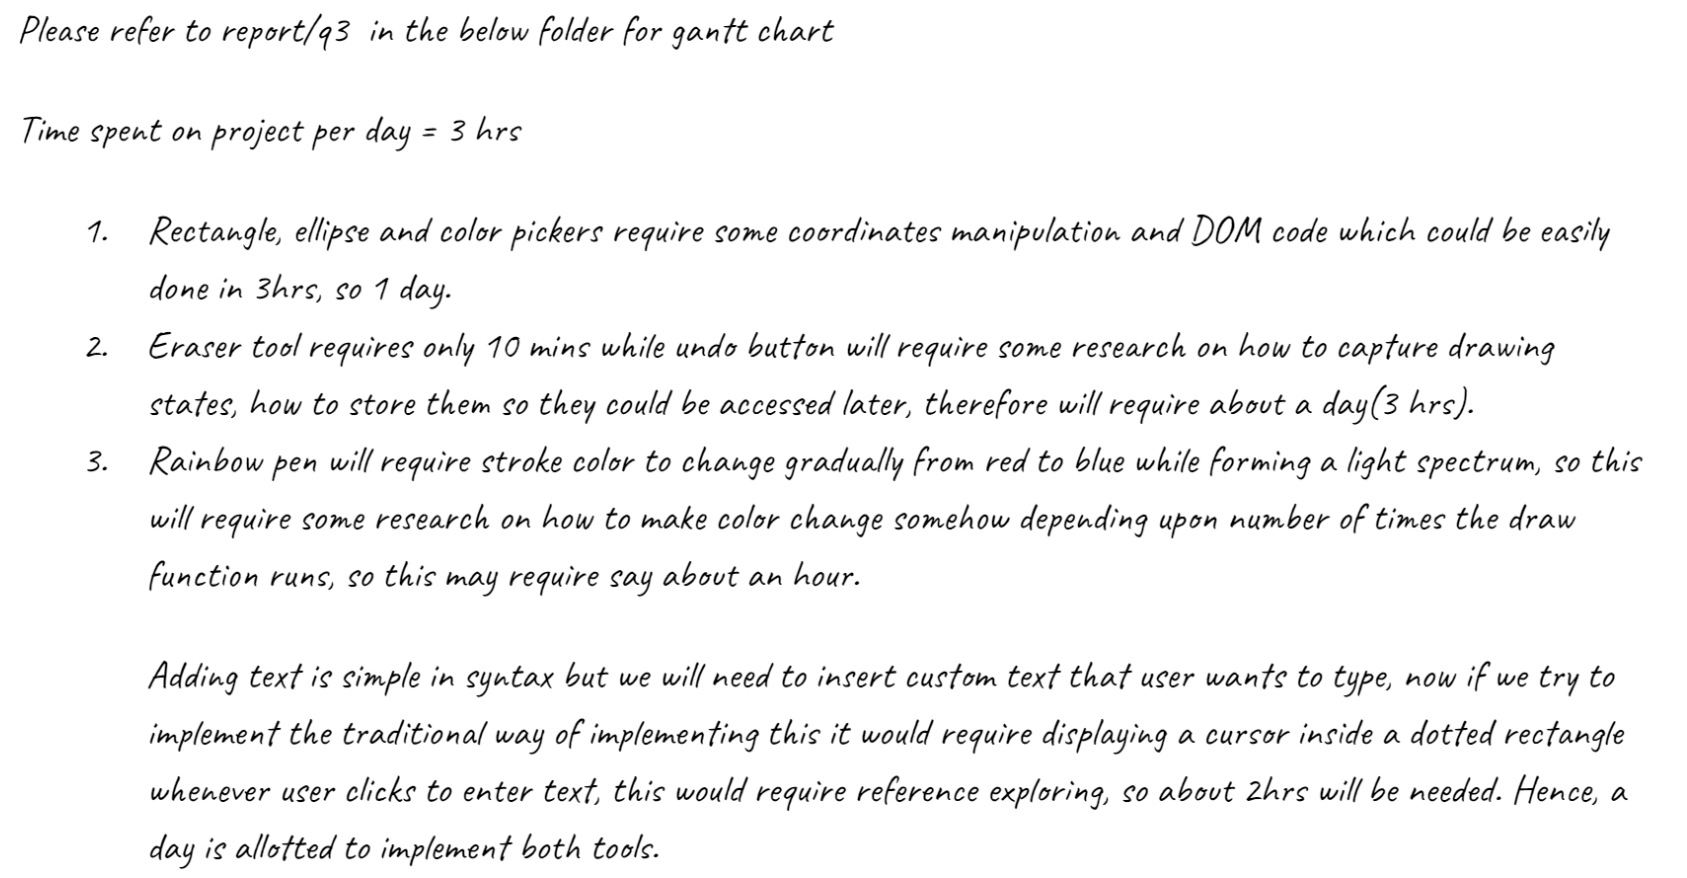 Please refer to report/q3 in the below folder for gantt chart
Time spent on project per day = 3 hrs
1. Rectangle, ellipse and color pickers require some coordinates manipulation and DOM code which could be easily
done in 3hrs, so 1 day.
2. Eraser tool requires only 10 mins while undo button will require some research on how to capture drawing
states, how to store them so they could be accessed later, therefore will require about a day(3 hrs).
3. Rainbow pen will require stroke color to change gradually from red to blue while forming a light spectrum, so this
will require some research on how to make color change somehow depending upon number of times the draw
function runs, so this may require say about an hour.
Adding text is simple in syntax but we will need to insert custom text that user wants to type, now if we try to
implement the traditional way of implementing this it would require displaying a cursor inside a dotted rectangle
whenever user clicks to enter text, this would require reference exploring, so about 2hrs will be needed. Hence, a
day is allotted to implement both tools.